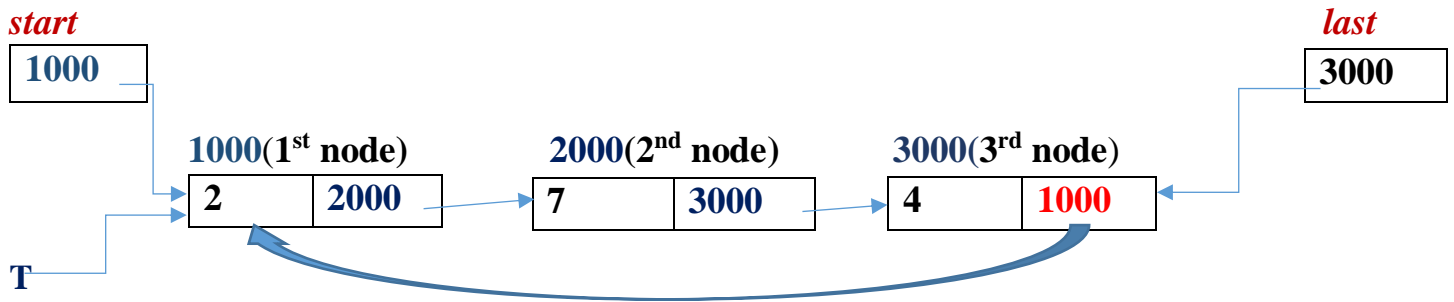 start last
1000 3000
1000(1st node) 2000(2nd node) 3000(3rd node)
2 2000 7 3000 4 1000
T